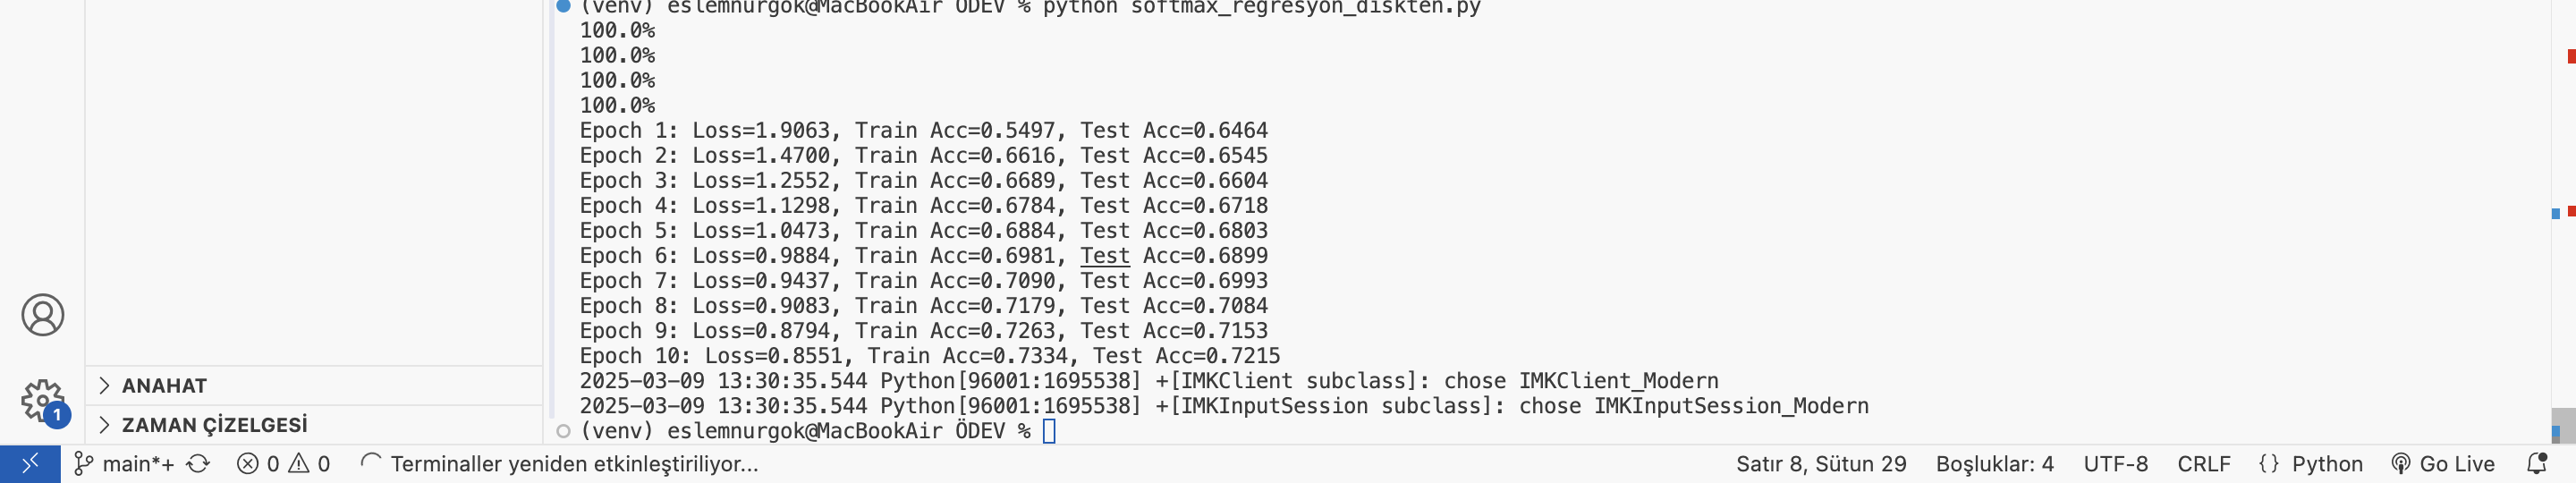 (venv) eslemnurgok@MacBookAir ÖDEV % python softmax_regresyon_diskten.py
100.0%
100.0%
100.0%
100.0%
Epoch 1: Loss=1.9063, Train Acc=0.5497, Test Acc=0.6464
Epoch 2: Loss=1.4700, Train Acc=0.6616, Test Acc=0.6545
Epoch 3: Loss=1.2552, Train Acc=0.6689, Test Acc=0.6604
Epoch 4: Loss=1.1298, Train Acc=0.6784, Test Acc=0.6718
Epoch 5: Loss=1.0473, Train Acc=0.6884, Test Acc=0.6803
Epoch 6: Loss=0.9884, Train Acc=0.6981, Test Acc=0.6899
Epoch 7: Loss=0.9437, Train Acc=0.7090, Test Acc=0.6993
Epoch 8: Loss=0.9083, Train Acc=0.7179, Test Acc=0.7084
Epoch 9: Loss=0.8794, Train Acc=0.7263, Test Acc=0.7153
Epoch 10: Loss=0.8551, Train Acc=0.7334, Test Acc=0.7215
2025-03-09 13:30:35.544 Python[96001:1695538] +[IMKClient subclass]: chose IMKClient_Modern
2025-03-09 13:30:35.544 Python[96001:1695538] +[IMKInputSession subclass]: chose IMKInputSession_Modern
(venv) eslemnurgok@MacBookAir ÖDEV %
ANAHAT
1
ZAMAN ÇİZELGESİ
main*+ 0 0 Terminaller yeniden etkinleştiriliyor... Satır 8, Sütun 29 Boşluklar: 4 UTF-8 CRLF {} Python Go Live